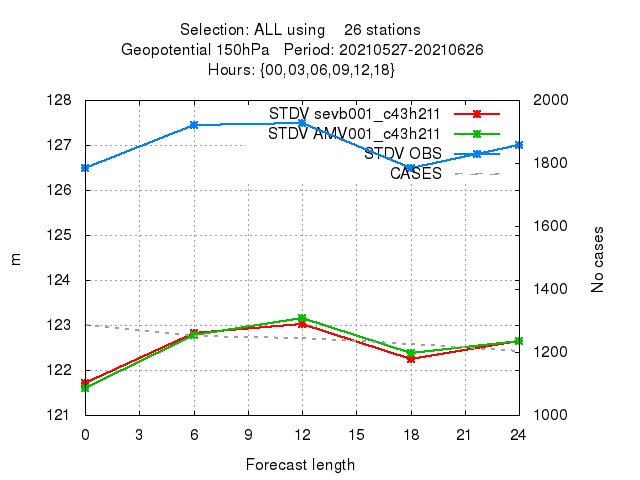 Selection: ALL using 26 stations
Geopotential 150hPa Period: 20210527-20210626
Hours: {00,03,06,09,12,18}
STDV sevb001_c43h211
STDV AMV001_c43h211
STDV OBS
CASES
128
127
126
125
124
123
122
121
m
2000
1800
1600
1400
1200
1000
No cases
0 3 6 9 12 15 18 21 24
Forecast length